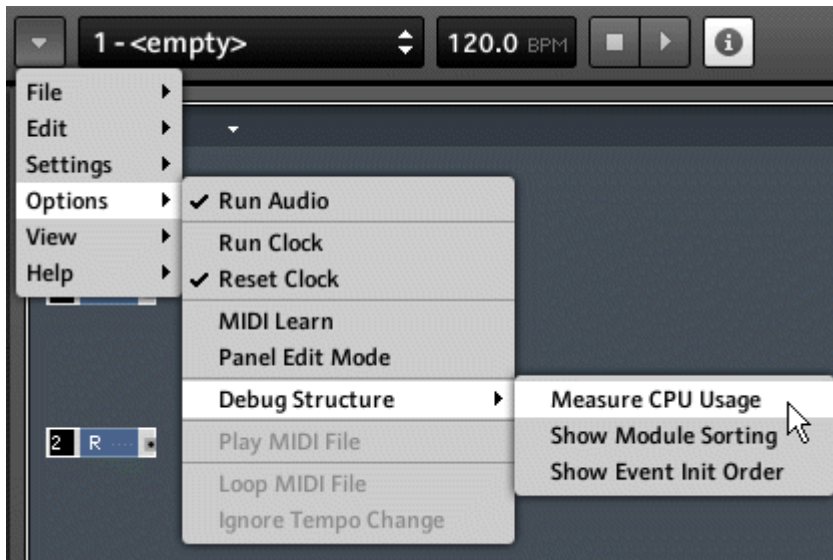 1 - <empty>
120.0 BPM
i
File
Edit
Settings
Options
View
Help
Run Audio
Run Clock
Reset Clock
MIDI Learn
Panel Edit Mode
Debug Structure
Play MIDI File
Loop MIDI File
Ignore Tempo Change
Measure CPU Usage
Show Module Sorting
Show Event Init Order
2 R